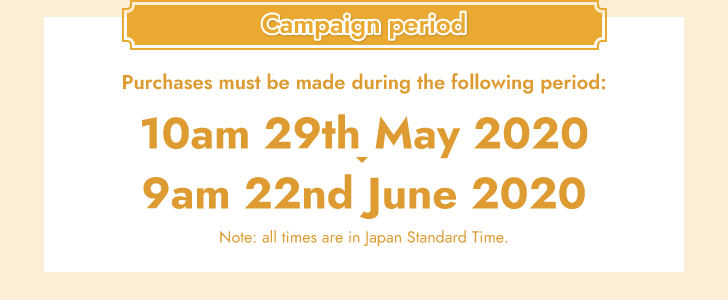 Campaign period
Purchases must be made during the following period:
10am 29th May 2020
9am 22nd June 2020
Note: all times are in Japan Standard Time.